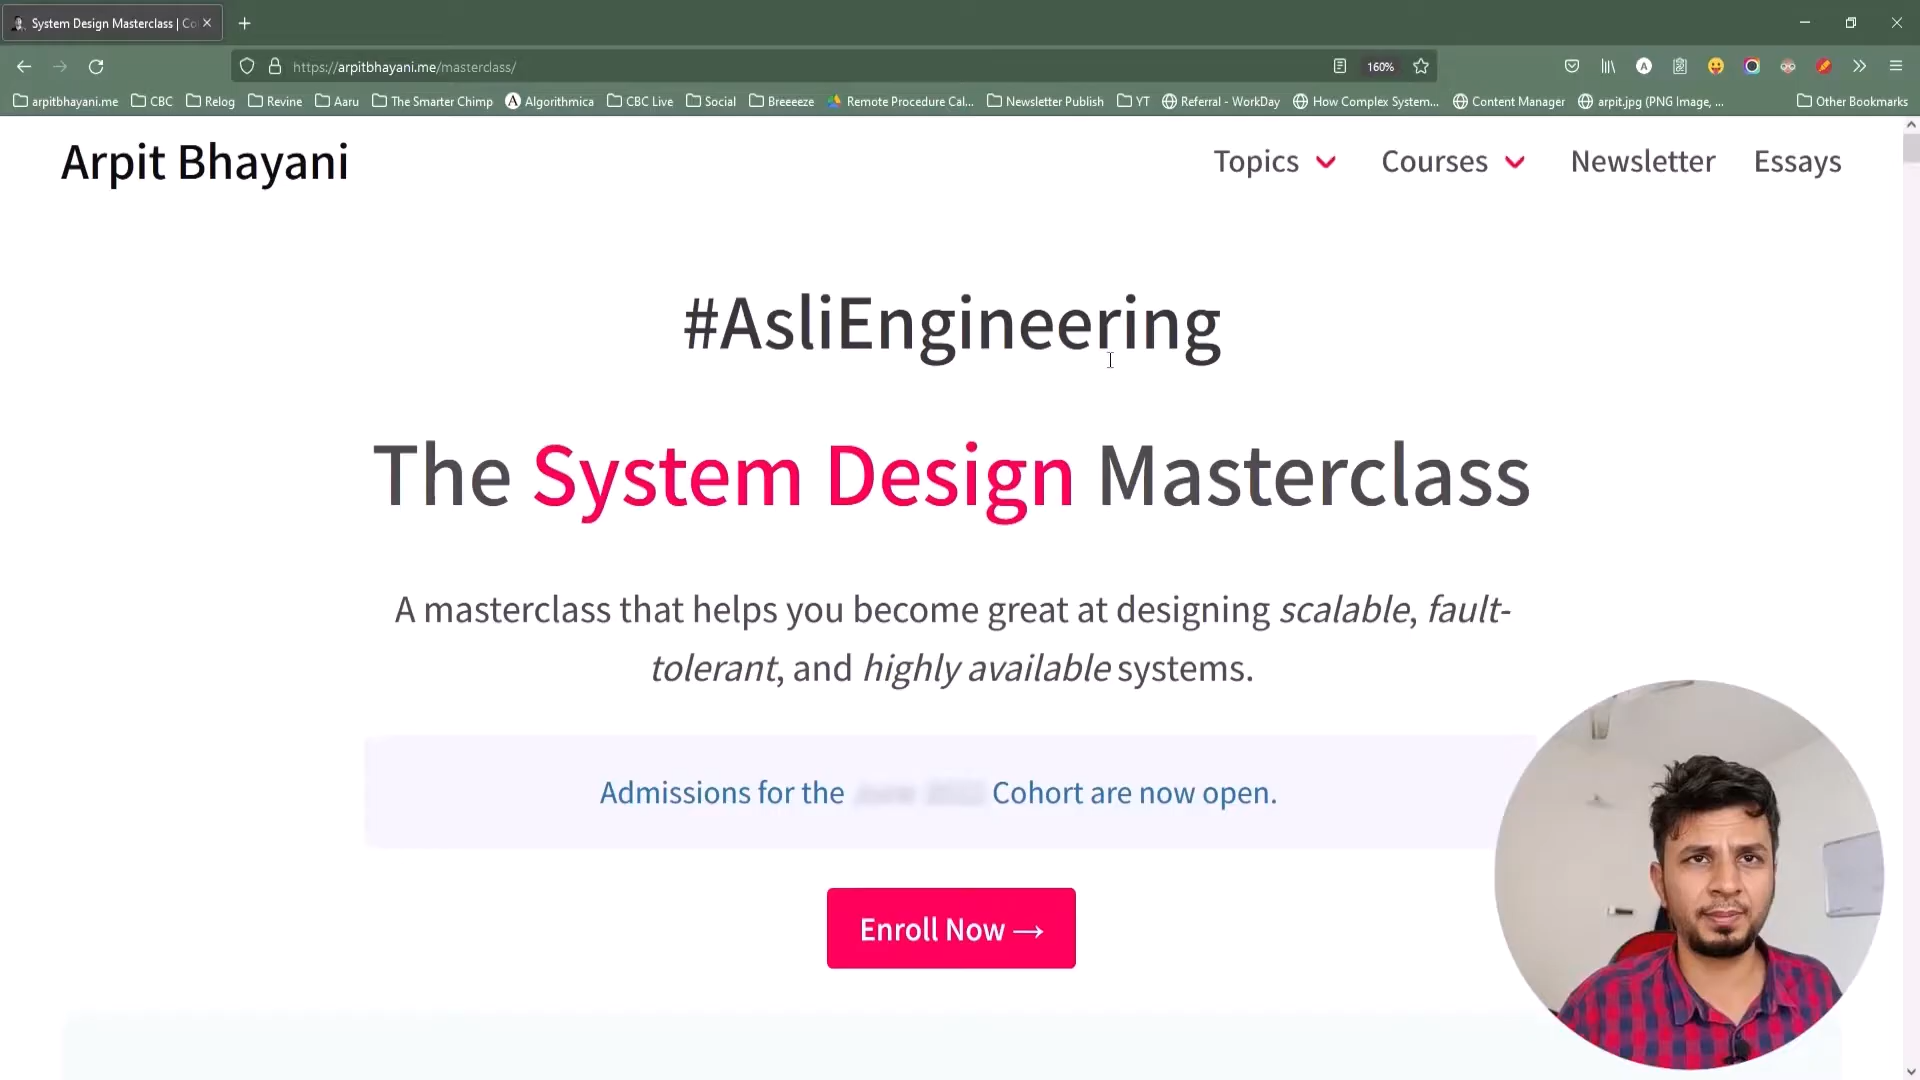 System Design Masterclass | Co
https://arpitbhayani.me/masterclass/
160%
arpitbhayani.me CBC Relog Revine Aaru The Smarter Chimp Algorithmica CBC Live Social Breeeeze Remote Procedure Cal... Newsletter Publish YT Referral - WorkDay How Complex System... Content Manager arpit.jpg (PNG Image, ... Other Bookmarks
Arpit Bhayani Topics Courses Newsletter Essays
#AsliEngineering
The System Design Masterclass
A masterclass that helps you become great at designing scalable, fault-
tolerant, and highly available systems.
Admissions for the Cohort are now open.
Enroll Now →